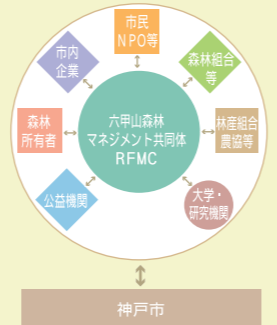 市民
NPO等
市内
企業
森林組合
等
森林
所有者
六甲山森林
マネジメント共同体
RFMC
林産組合
農協等
公益機関
大学・
研究機関
神戸市